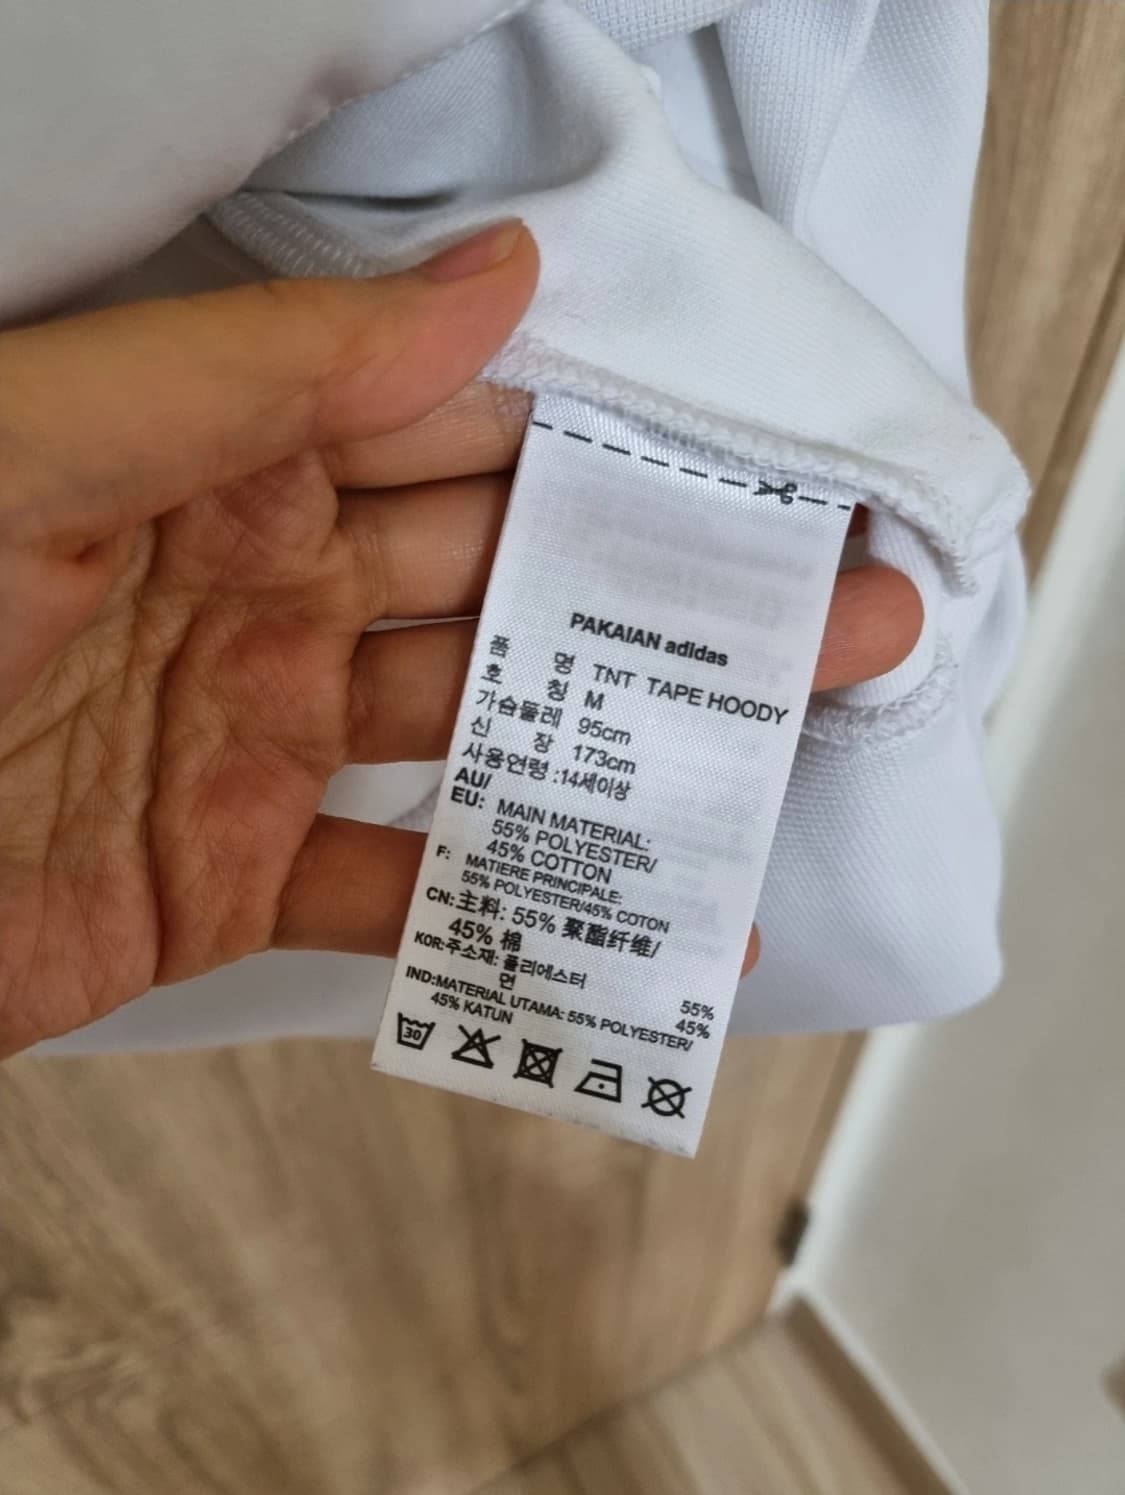 PAKAIAN adidas
품 명 TNT TAPE HOODY
호 칭 M
가슴둘레 95cm
신 장 173cm
사용연령 :14세이상
AU/
EU: MAIN MATERIAL:
55% POLYESTER/
45% COTTON
F: MATIERE PRINCIPALE:
55% POLYESTER/45% COTON
CN: 主料: 55% 聚酯纤维/
45% 棉
KOR:주소재: 폴리에스터 55%
면 45%
IND:MATERIAL UTAMA: 55% POLYESTER/
45% KATUN
30